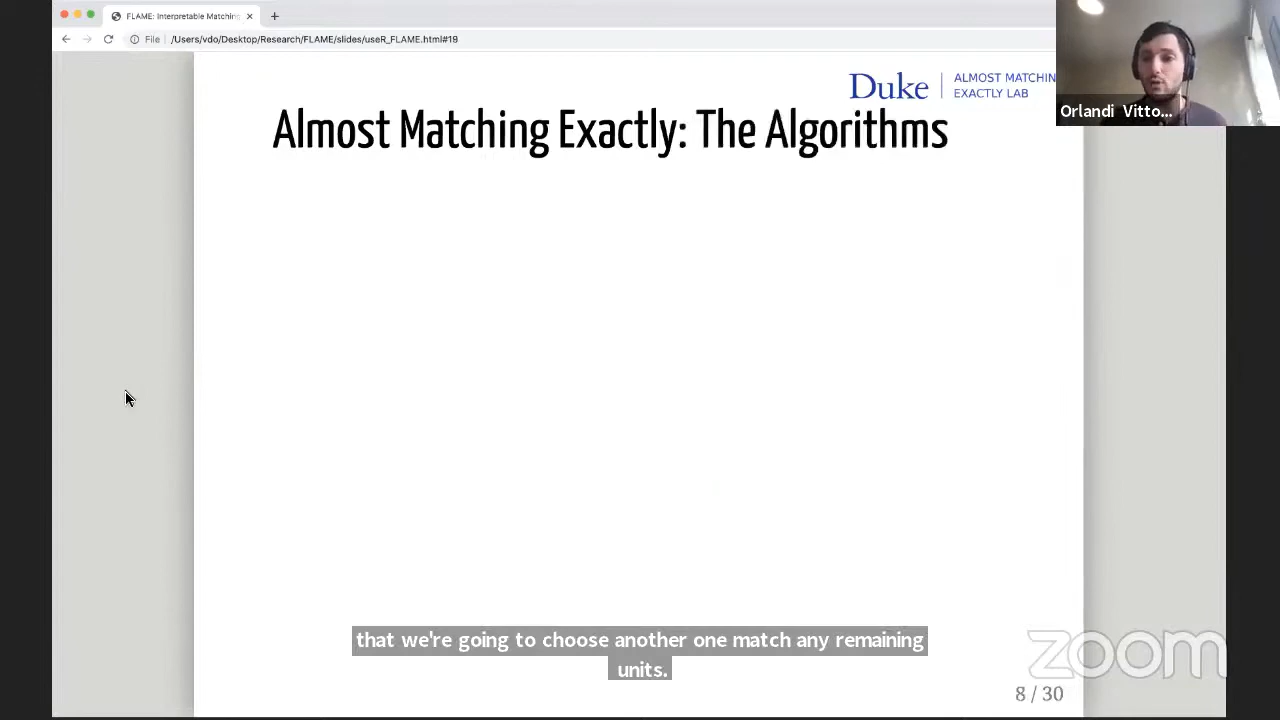 FLAME: Interpretable Matching
File
/Users/vdo/Desktop/Research/FLAME/slides/useR_FLAME.html#19
Duke
ALMOST MATCHIN
EXACTLY LAB
Orlandi Vitto...
Almost Matching Exactly: The Algorithms
that we're going to choose another one match any remaining
units.
zoom
8 / 30